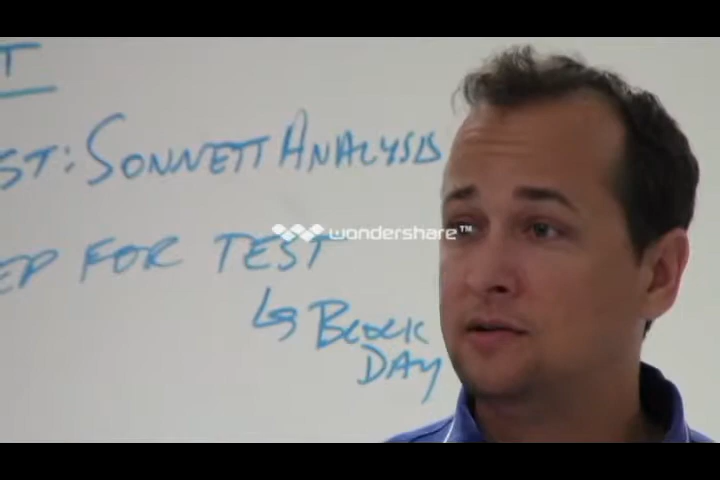 T
ST: SONNETT ANALYSIS
wondershare™
EP FOR TEST
↳ BLOCK
DAY